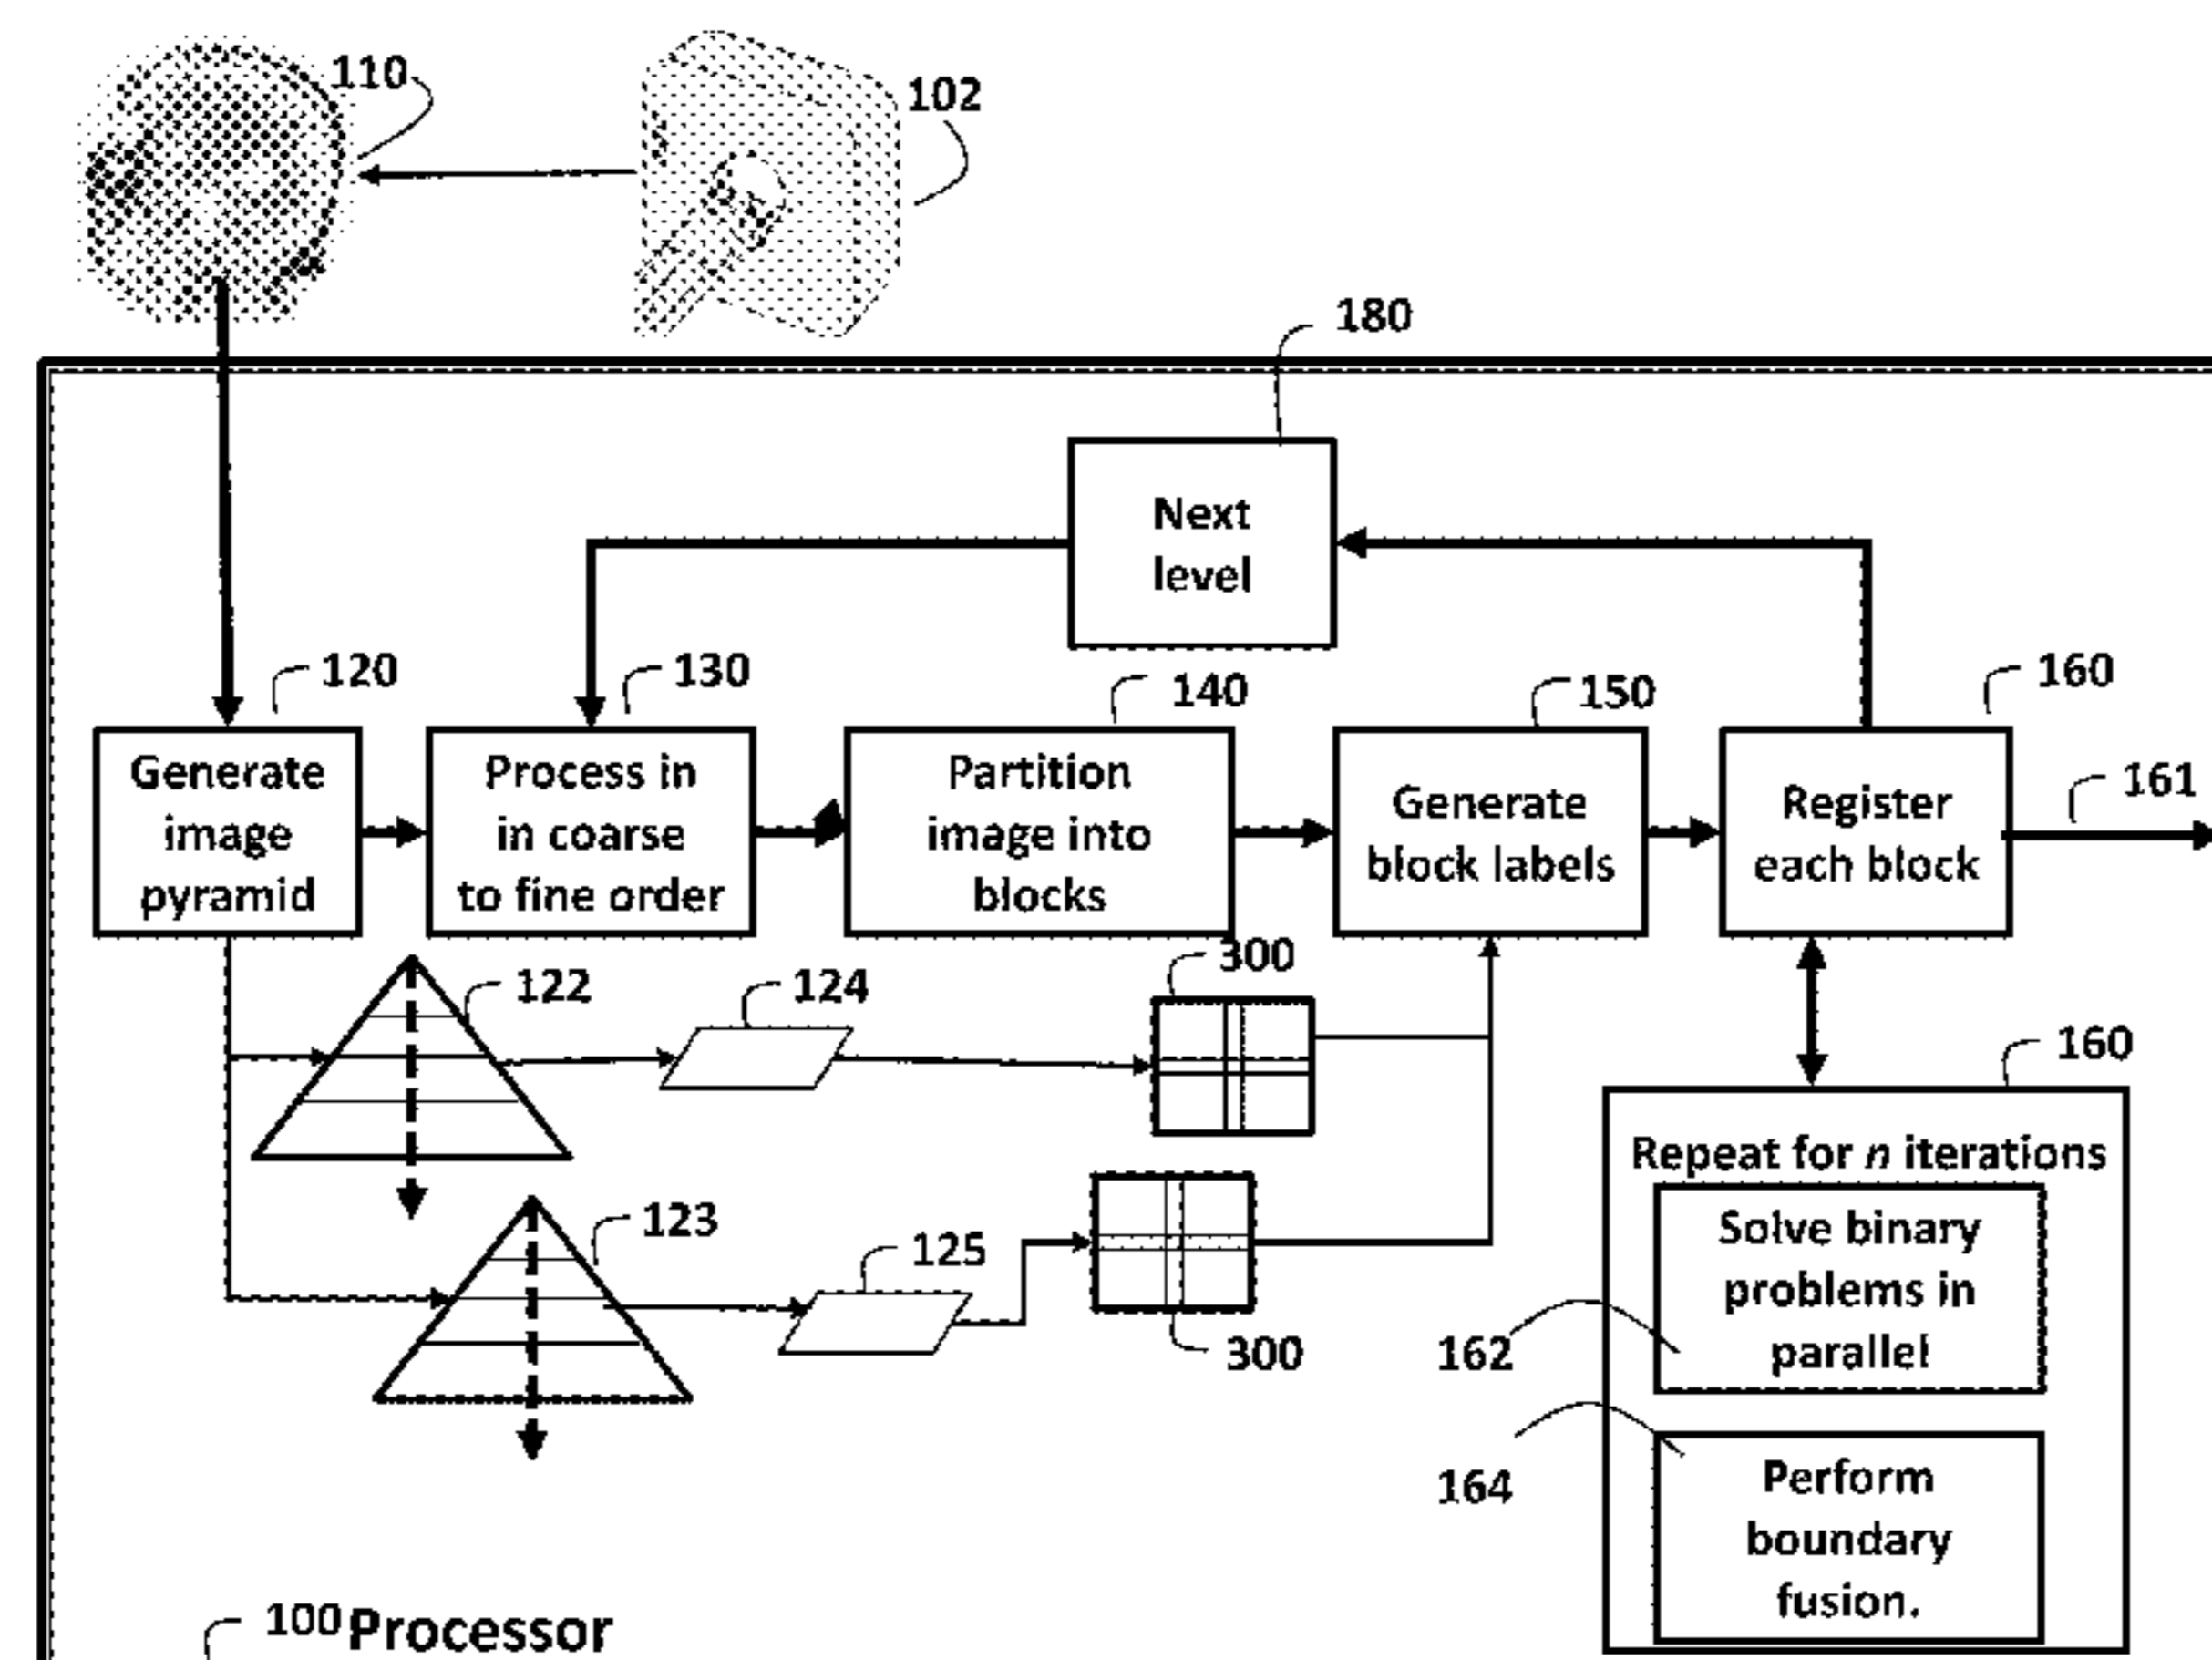 110
102
180
Next
level
120
130
140
150
160
Generate
image
pyramid
Process in
in coarse
to fine order
Partition
image into
blocks
Generate
block labels
Register
each block
161
122
124
300
123
125
300
160
Repeat for n iterations
Solve binary
problems in
parallel
162
164
Perform
boundary
fusion.
100 Processor